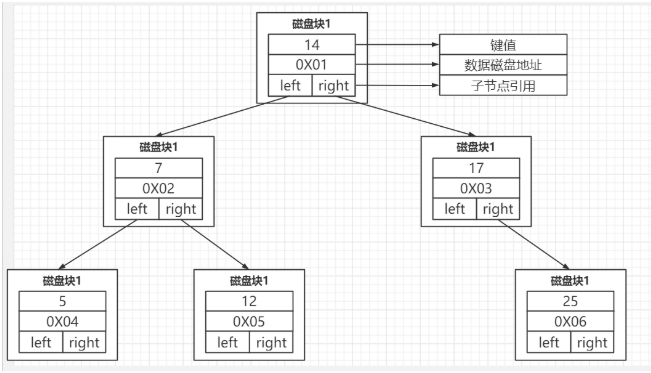 磁盘块1
14
键值
0X01
数据磁盘地址
left right
子节点引用
磁盘块1
7
0X02
left right
磁盘块1
17
0X03
left right
磁盘块1
5
0X04
left right
磁盘块1
12
0X05
left right
磁盘块1
25
0X06
left right